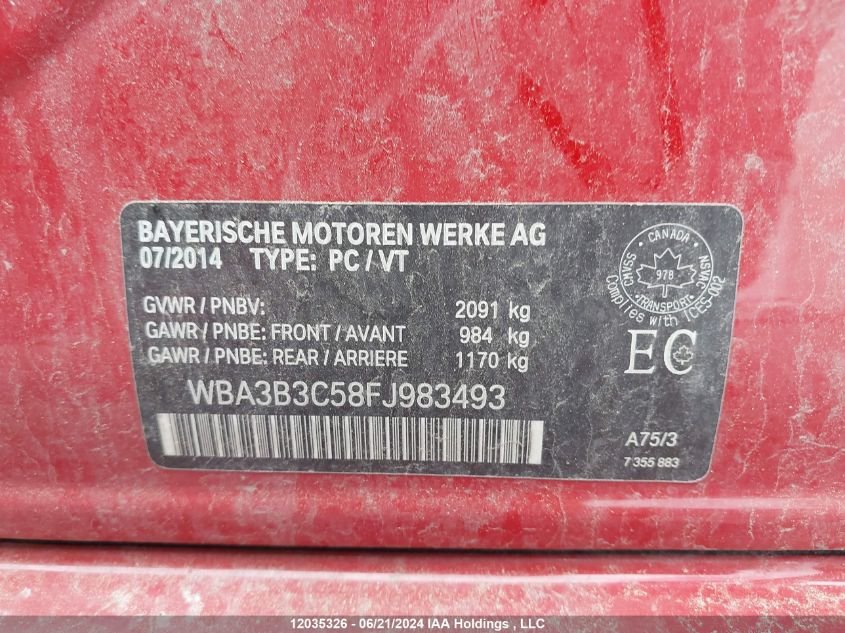 BAYERISCHE MOTOREN WERKE AG
07/2014 TYPE: PC / VT
GVWR / PNBV: 2091 kg
GAWR / PNBE: FRONT / AVANT 984 kg
GAWR / PNBE: REAR / ARRIERE 1170 kg
WBA3B3C58FJ983493
CANADA
CMVSS NSVAC
978
TRANSPORT
Complies with ICES-002
EC
A75/3
7 355 883
12035326 - 06/21/2024 IAA Holdings , LLC